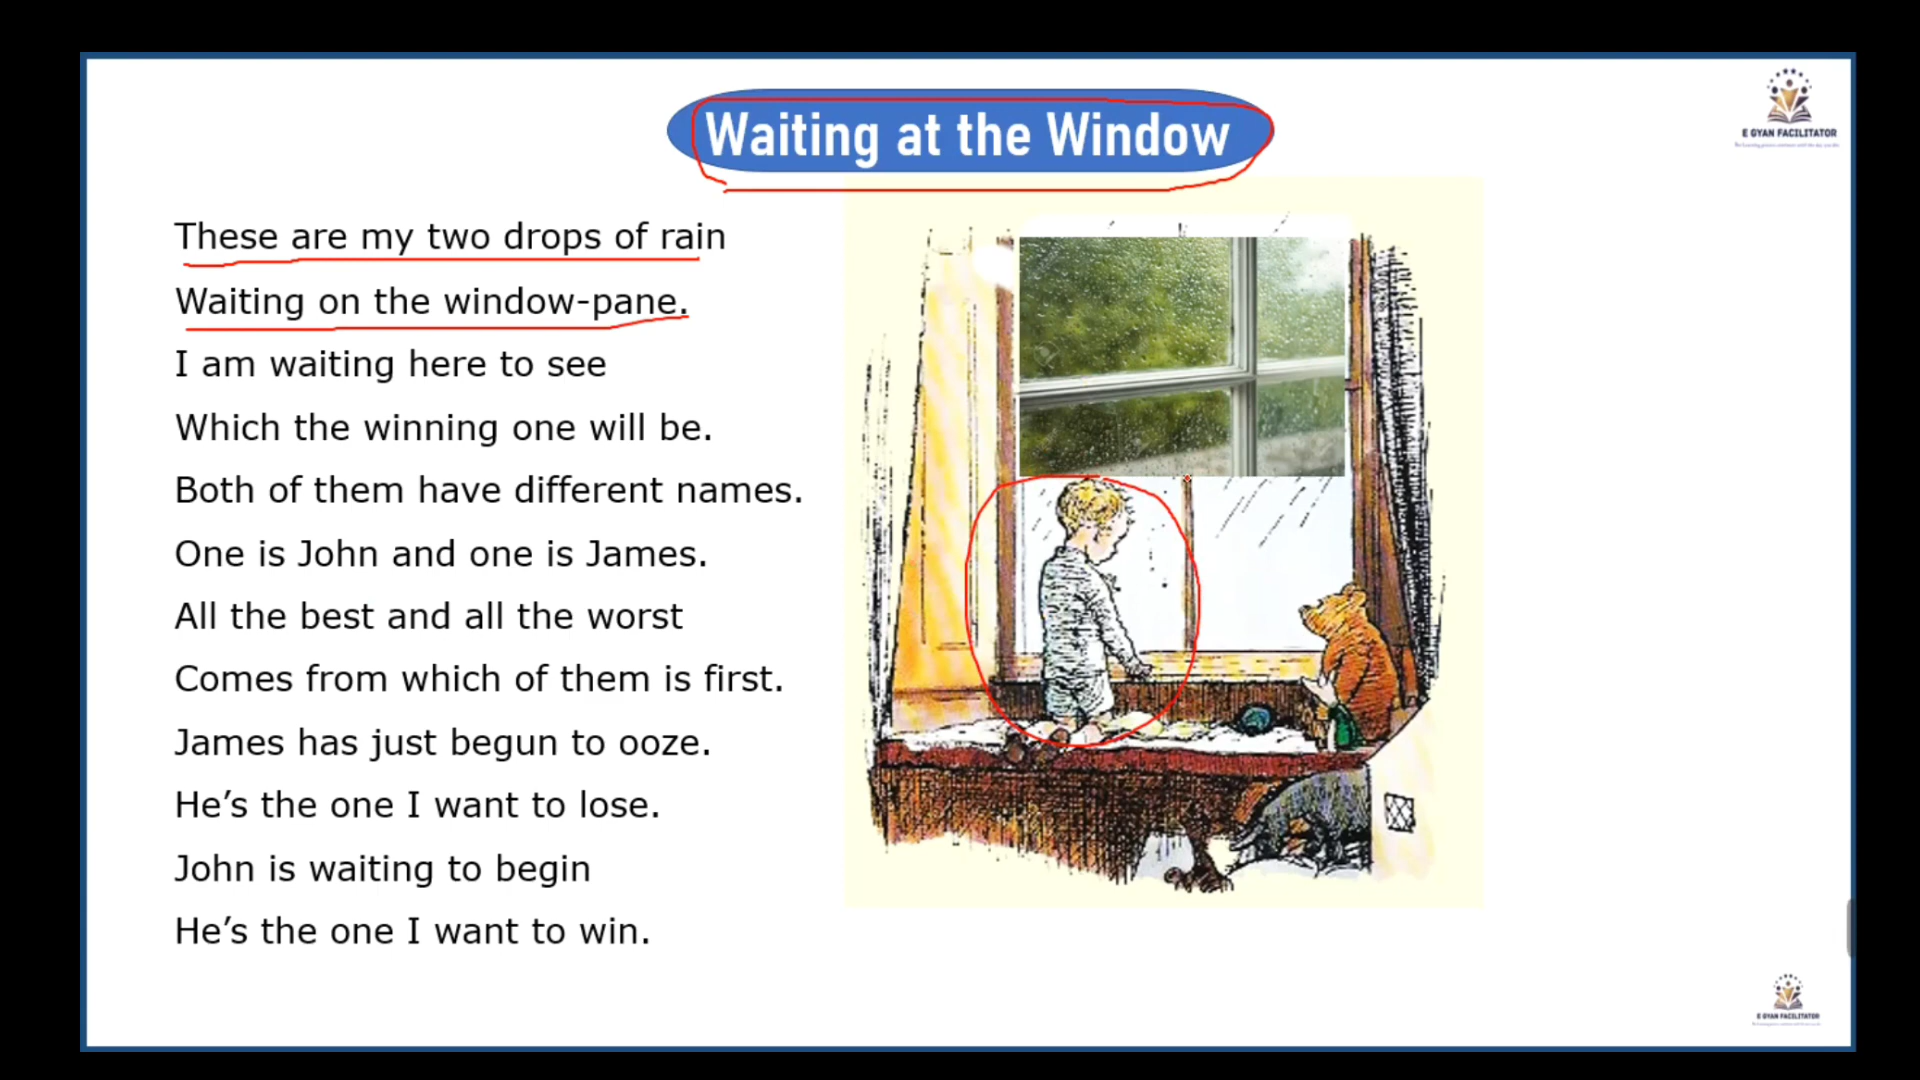 Waiting at the Window
E GYAN FACILITATOR
These are my two drops of rain
Waiting on the window-pane.
I am waiting here to see
Which the winning one will be.
Both of them have different names.
One is John and one is James.
All the best and all the worst
Comes from which of them is first.
James has just begun to ooze.
He’s the one I want to lose.
John is waiting to begin
He’s the one I want to win.
E GYAN FACILITATOR